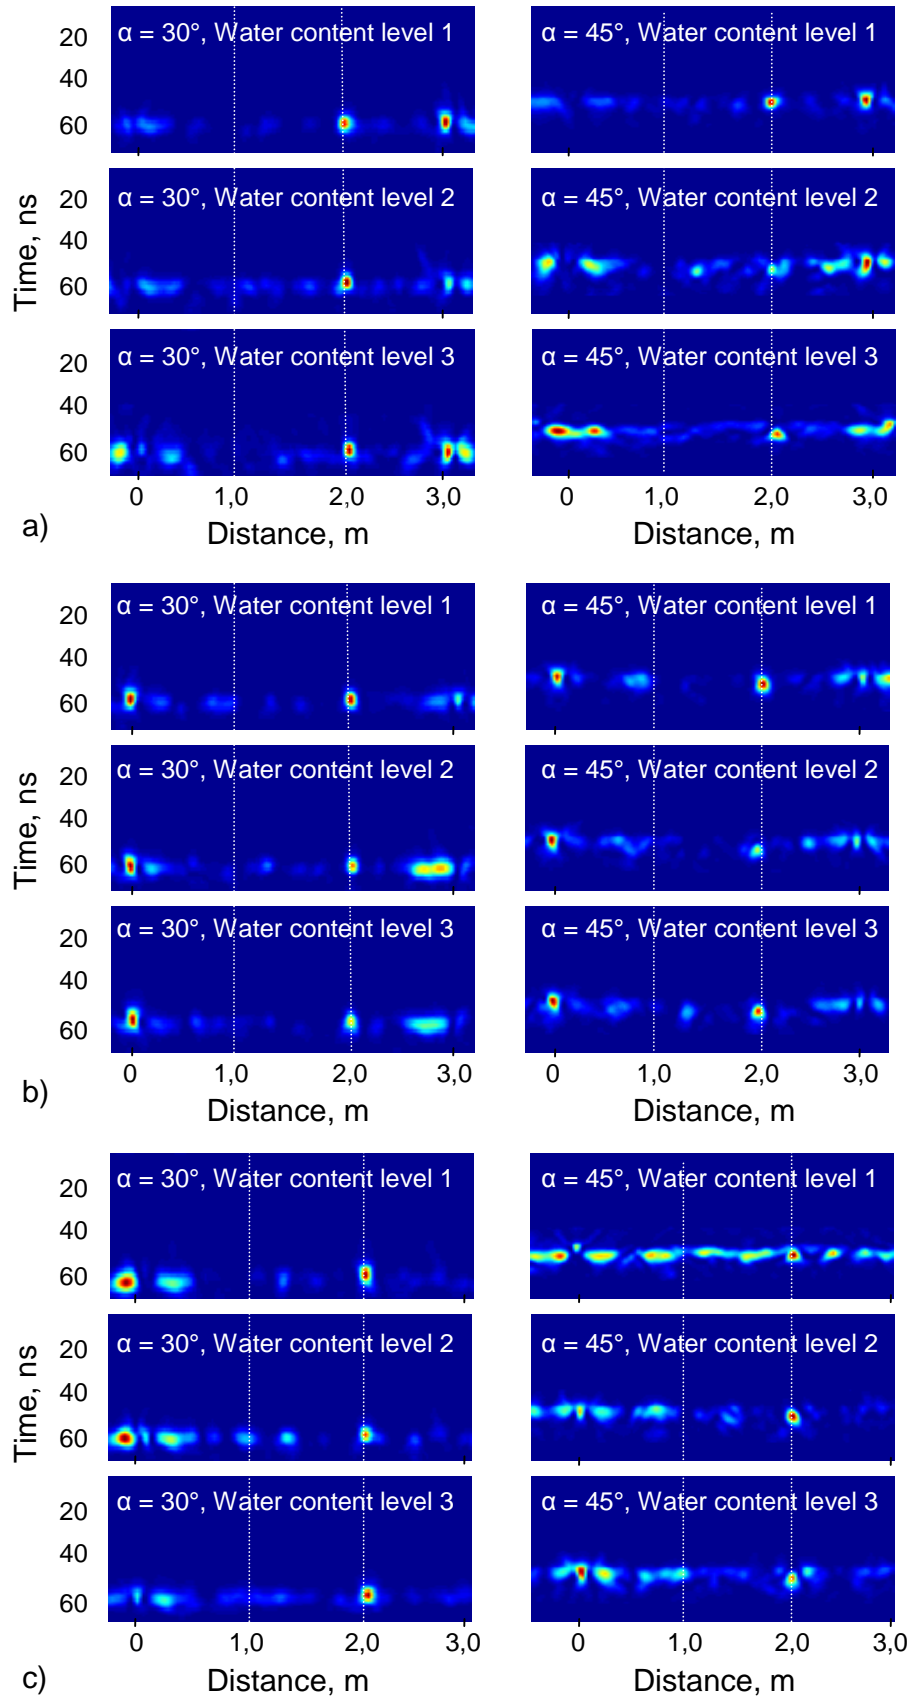 α = 30°, Water content level 1
α = 45°, Water content level 1
20
40
60
α = 30°, Water content level 2
α = 45°, Water content level 2
20
40
60
Time, ns
α = 30°, Water content level 3
α = 45°, Water content level 3
20
40
60
0 1,0 2,0 3,0
0 1,0 2,0 3,0
a)
Distance, m
Distance, m
α = 30°, Water content level 1
α = 45°, Water content level 1
20
40
60
α = 30°, Water content level 2
α = 45°, Water content level 2
20
40
60
Time, ns
α = 30°, Water content level 3
α = 45°, Water content level 3
20
40
60
0 1,0 2,0 3,0
0 1,0 2,0 3,0
b)
Distance, m
Distance, m
α = 30°, Water content level 1
α = 45°, Water content level 1
20
40
60
α = 30°, Water content level 2
α = 45°, Water content level 2
20
40
60
Time, ns
α = 30°, Water content level 3
α = 45°, Water content level 3
20
40
60
0 1,0 2,0 3,0
0 1,0 2,0 3,0
c)
Distance, m
Distance, m